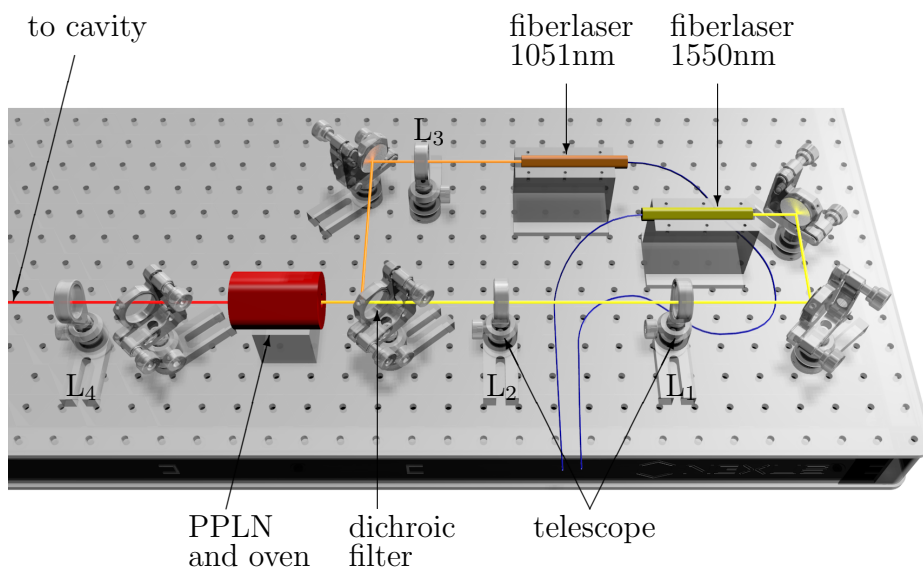 to cavity
fiberlaser
1051nm
fiberlaser
1550nm
L₃
L₄
L₂
L₁
PPLN
and oven
dichroic
filter
telescope